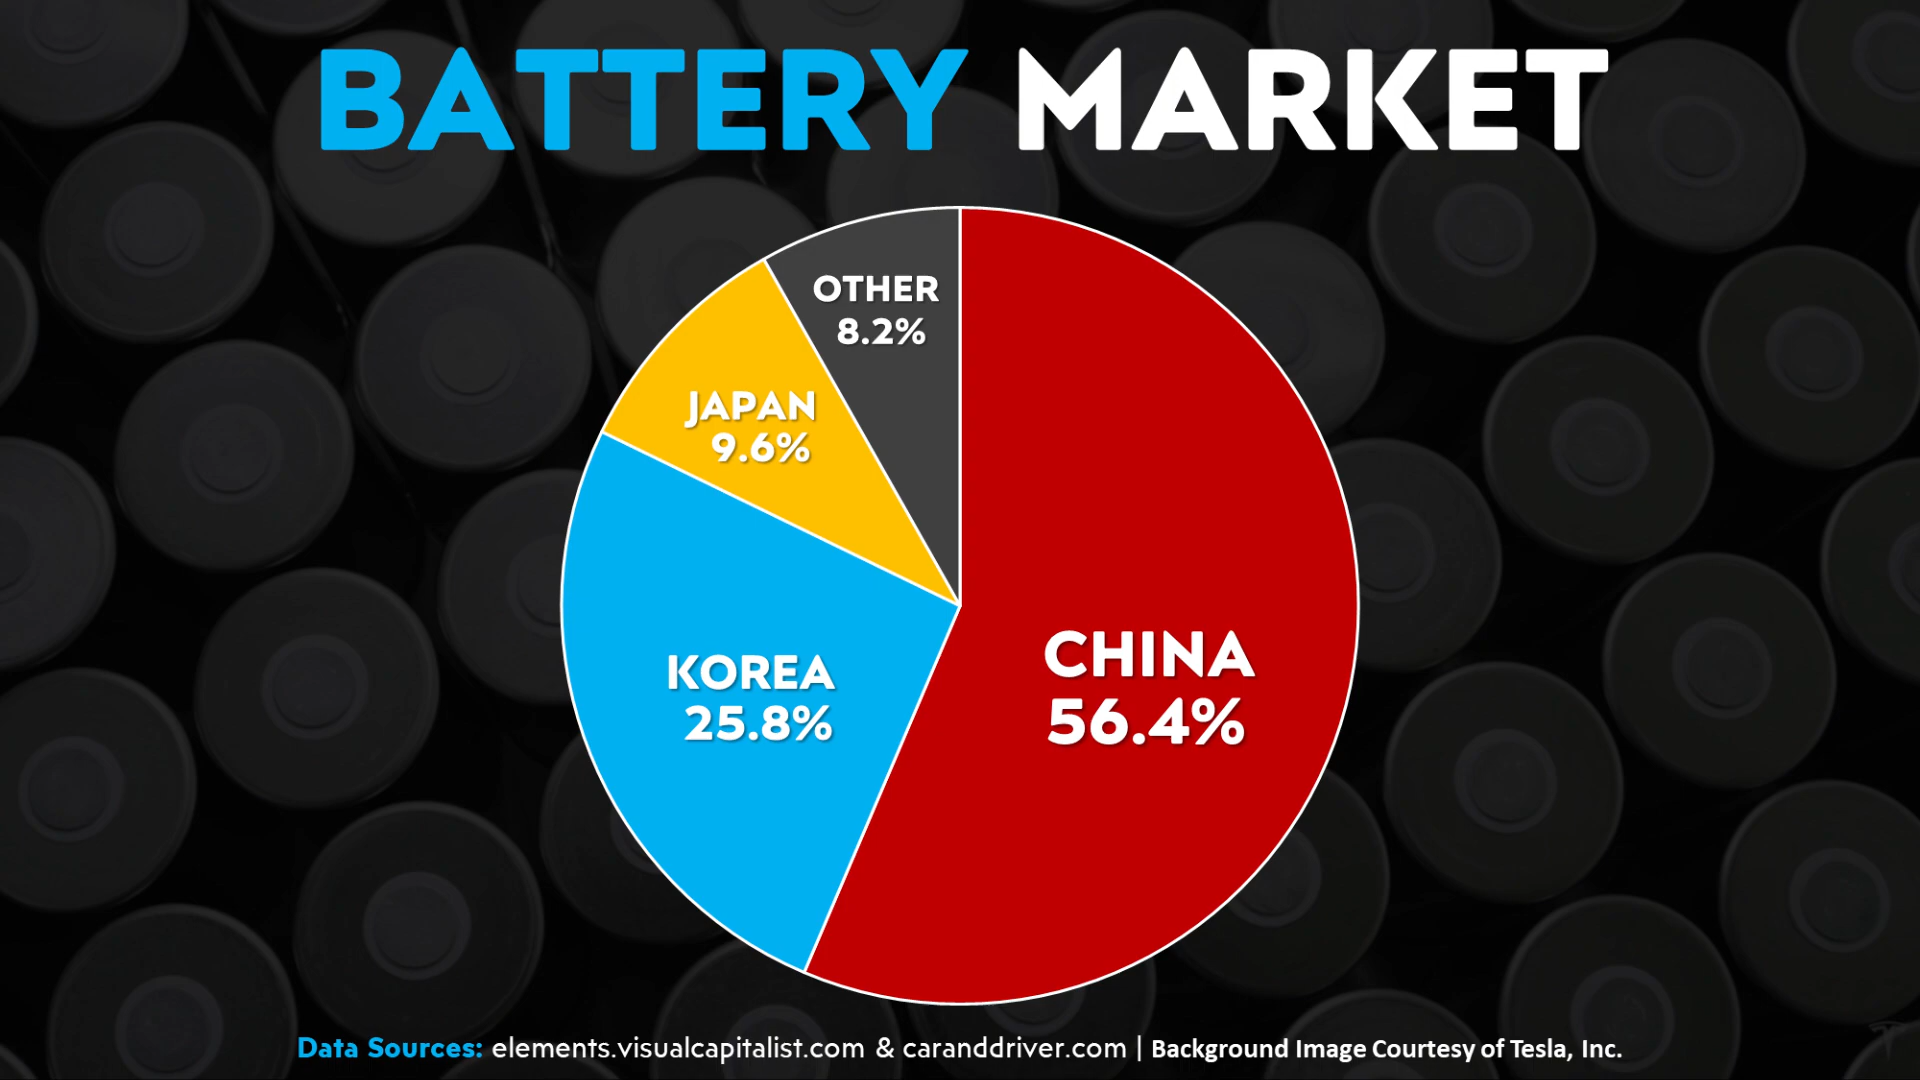 BATTERY MARKET
OTHER
8.2%
JAPAN
9.6%
KOREA
25.8%
CHINA
56.4%
Data Sources: elements.visualcapitalist.com & caranddriver.com | Background Image Courtesy of Tesla, Inc.